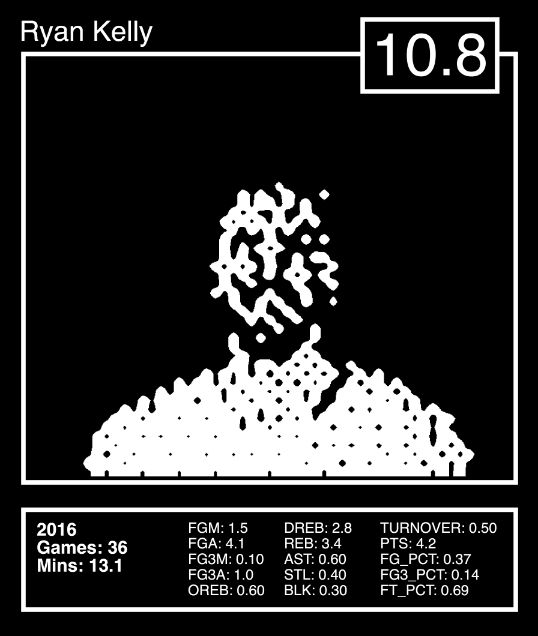 Ryan Kelly
10.8
2016
Games: 36
Mins: 13.1
FGM: 1.5
FGA: 4.1
FG3M: 0.10
FG3A: 1.0
OREB: 0.60
DREB: 2.8
REB: 3.4
AST: 0.60
STL: 0.40
BLK: 0.30
TURNOVER: 0.50
PTS: 4.2
FG_PCT: 0.37
FG3_PCT: 0.14
FT_PCT: 0.69